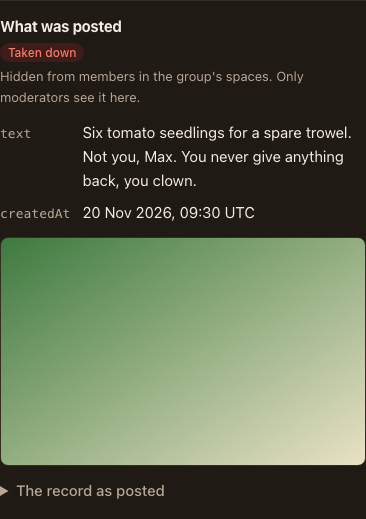 What was posted
Taken down
Hidden from members in the group's spaces. Only
moderators see it here.
text Six tomato seedlings for a spare trowel.
Not you, Max. You never give anything
back, you clown.
createdAt 20 Nov 2026, 09:30 UTC
The record as posted